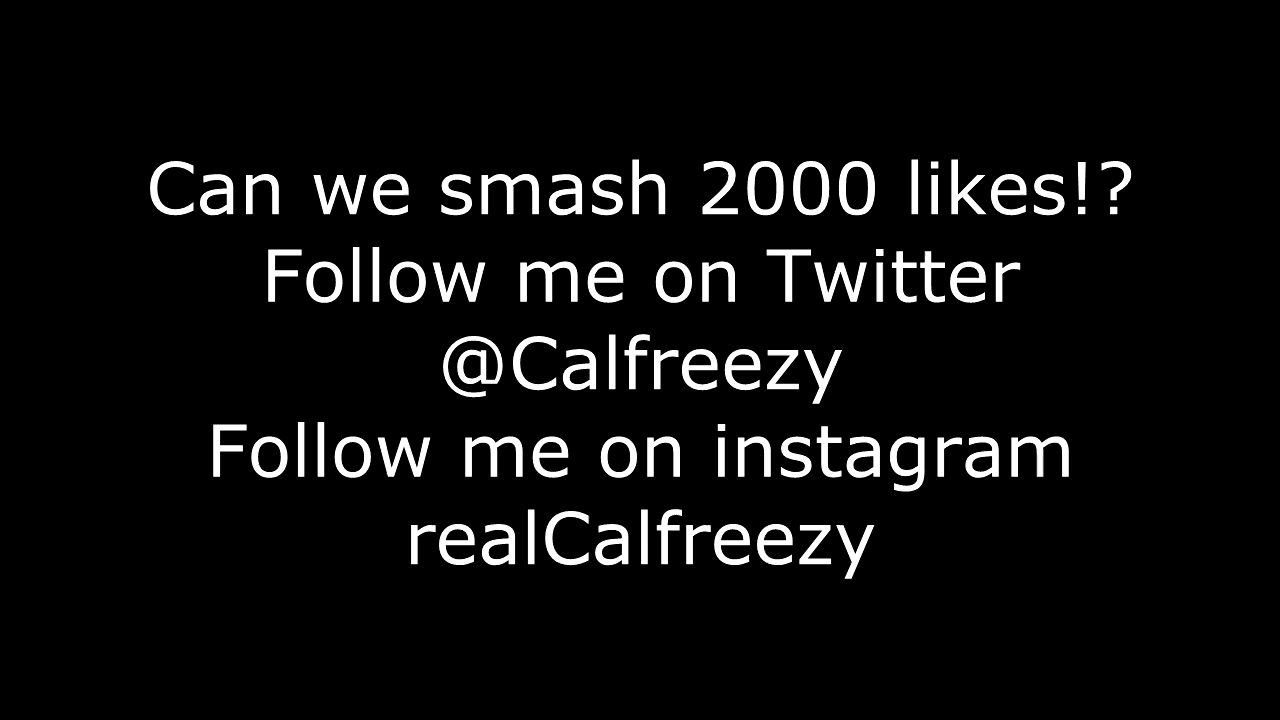 Can we smash 2000 likes!?
Follow me on Twitter
@Calfreezy
Follow me on instagram
realCalfreezy